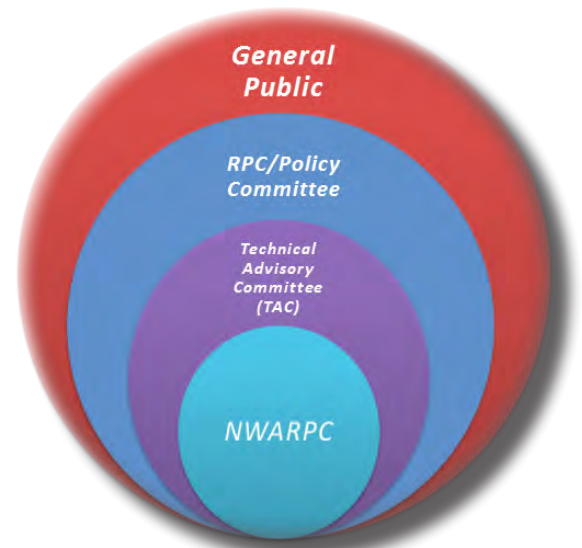 General
Public
RPC/Policy
Committee
Technical
Advisory
Committee
(TAC)
NWARPC